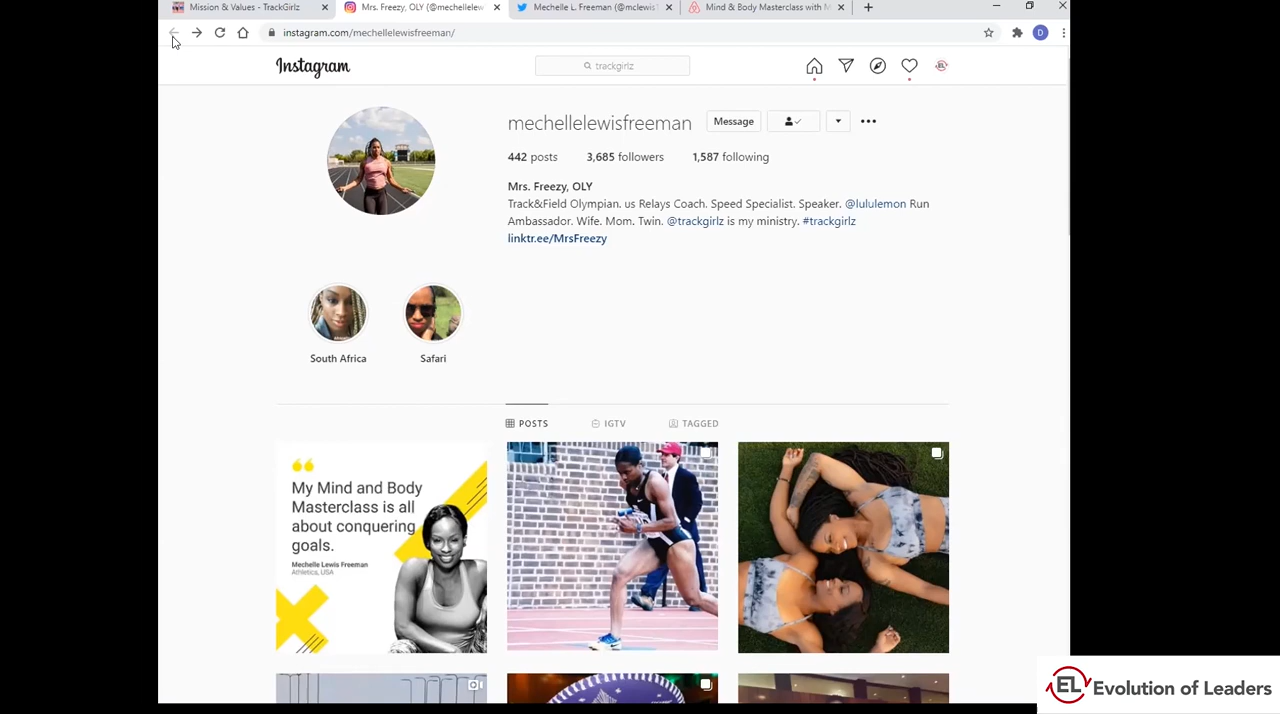 Mission & Values - TrackGirlz
Mrs. Freezy, OLY (@mechellelew
Mechelle L. Freeman (@mclewis
Mind & Body Masterclass with M
instagram.com/mechellelewisfreeman/
D
Instagram
trackgirlz
mechellelewisfreeman
Message
442 posts
3,685 followers
1,587 following
Mrs. Freezy, OLY
Track&Field Olympian. us Relays Coach. Speed Specialist. Speaker. @lululemon Run
Ambassador. Wife. Mom. Twin. @trackgirlz is my ministry. #trackgirlz
linktr.ee/MrsFreezy
South Africa
Safari
POSTS
IGTV
TAGGED
My Mind and Body
Masterclass is all
about conquering
goals.
Mechelle Lewis Freeman
Athletics, USA
EL Evolution of Leaders